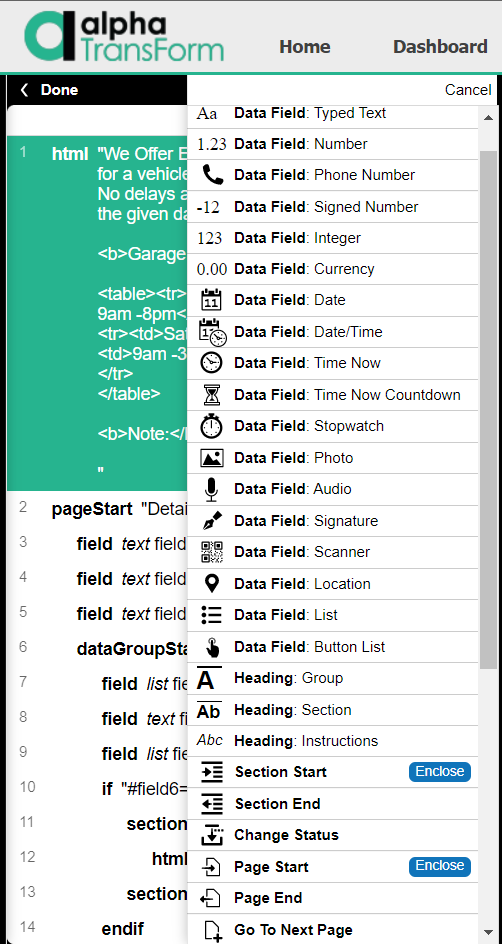 alpha
TransForm
Home
Dashboard
Done
Cancel
1 html "We Offer E
for a vehicle
No delays a
the given da
<b>Garage
<table><tr>
9am -8pm<
<tr><td>Sat
<td>9am -3
</tr>
</table>
<b>Note:</
"
2 pageStart "Detai
3 field text field
4 field text field
5 field text field
6 dataGroupSta
7 field list fie
8 field text fi
9 field list fie
10 if "#field6=
11 section
12 html
13 section
14 endif
Aa Data Field: Typed Text
1.23 Data Field: Number
Data Field: Phone Number
-12 Data Field: Signed Number
123 Data Field: Integer
0.00 Data Field: Currency
11 Data Field: Date
11 Data Field: Date/Time
Data Field: Time Now
Data Field: Time Now Countdown
Data Field: Stopwatch
Data Field: Photo
Data Field: Audio
Data Field: Signature
Data Field: Scanner
Data Field: Location
Data Field: List
Data Field: Button List
A Heading: Group
Ab Heading: Section
Abc Heading: Instructions
Section Start Enclose
Section End
Change Status
Page Start Enclose
Page End
Go To Next Page